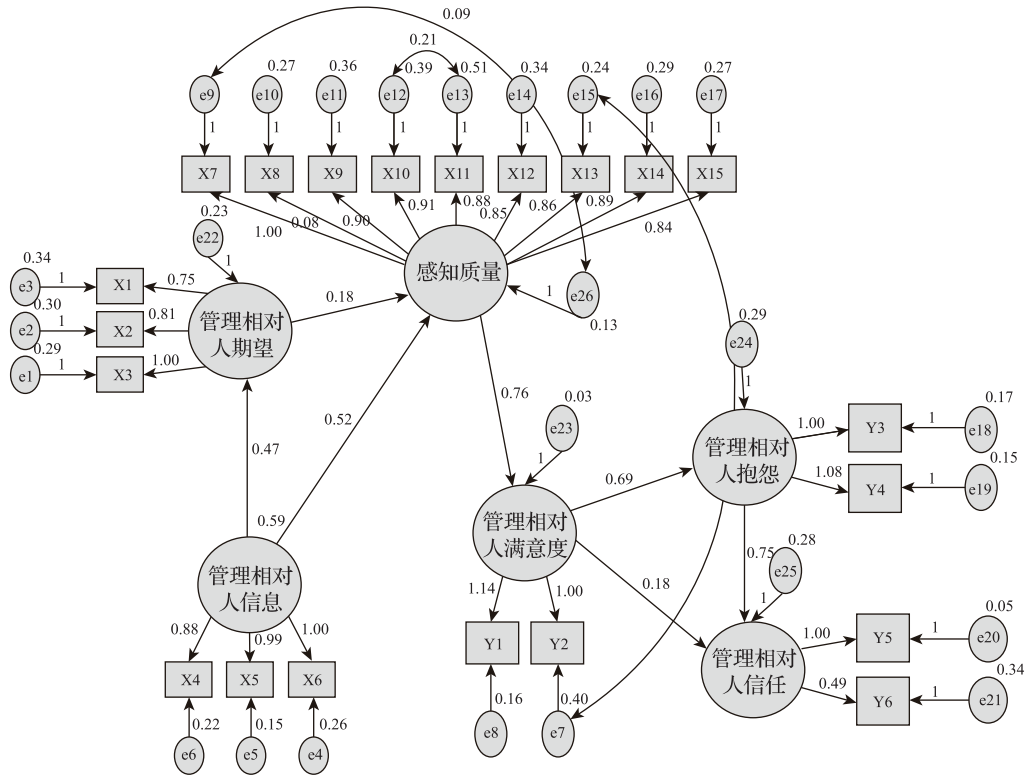 0.09
0.21
0.27
0.36
0.39
0.51
0.34
0.24
0.29
0.27
e9
e10
e11
e12
e13
e14
e15
e16
e17
1
1
1
1
1
1
1
1
1
X7
X8
X9
X10
X11
X12
X13
X14
X15
1.00
0.08
0.90
0.91
0.88
0.85
0.86
0.89
0.84
0.23
e22
1
感知质量
1
e26
0.13
0.34
e3
1
X1
0.75
0.30
e2
1
X2
0.81
0.29
e1
1
X3
1.00
管理相对
人期望
0.18
0.29
e24
1
0.47
0.52
0.76
0.03
e23
1
0.69
管理相对
人抱怨
1.00
Y3
1
0.17
e18
1.08
Y4
1
0.15
e19
0.59
管理相对
人信息
管理相对
人满意度
0.18
0.75
0.28
e25
1
0.88
0.99
1.00
X4
X5
X6
0.22
0.15
0.26
e6
e5
e4
1.14
1.00
Y1
Y2
0.16
0.40
e8
e7
管理相对
人信任
1.00
Y5
1
0.05
e20
0.49
Y6
1
0.34
e21